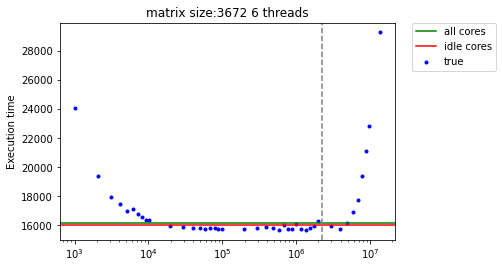 matrix size:3672 6 threads
Execution time
28000
26000
24000
22000
20000
18000
16000
10³
10⁴
10⁵
10⁶
10⁷
all cores
idle cores
true